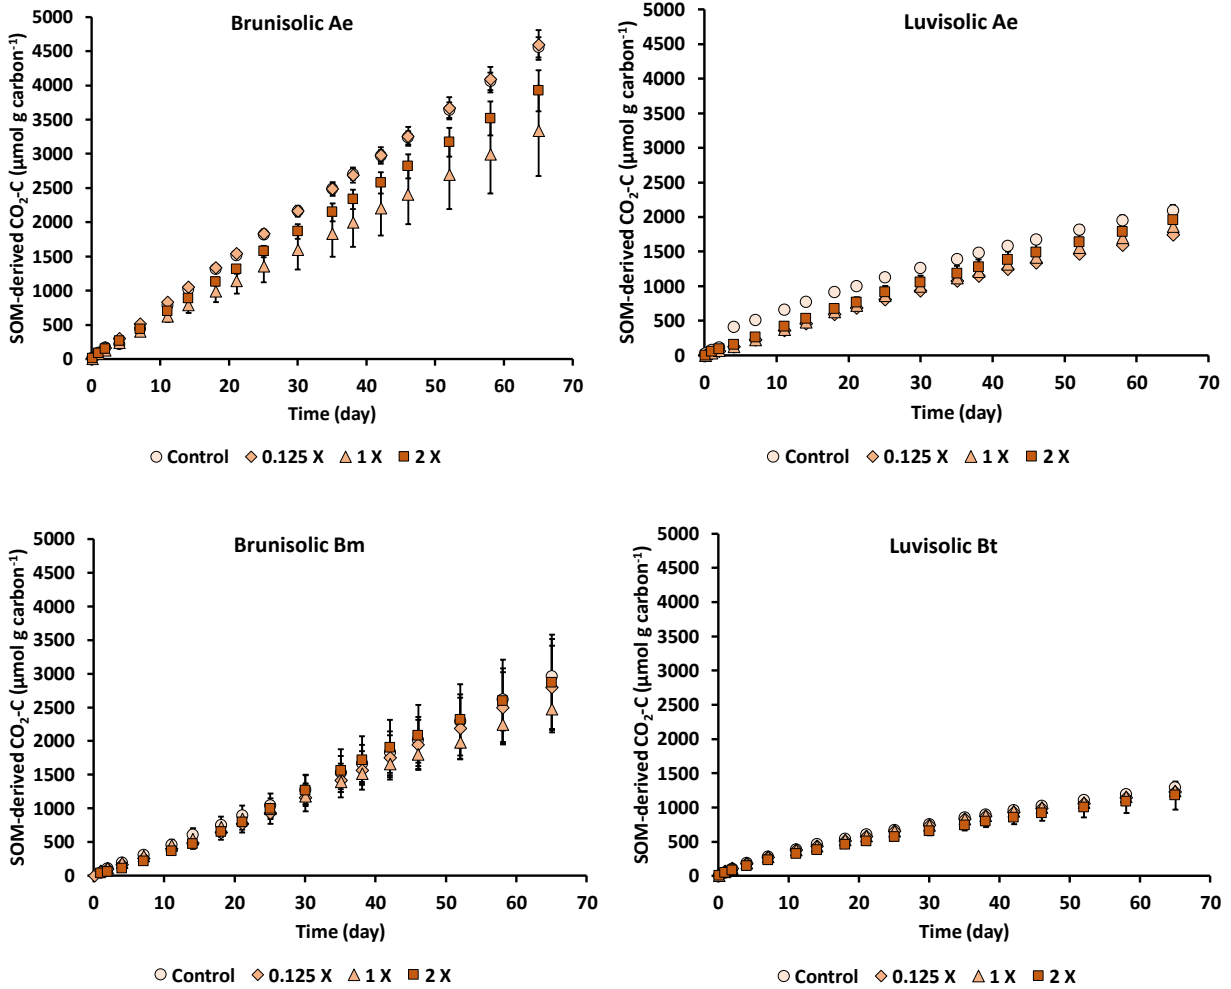 Brunisolic Ae
SOM-derived CO₂-C (µmol g carbon⁻¹)
5000
4500
4000
3500
3000
2500
2000
1500
1000
500
0
0 10 20 30 40 50 60 70
Time (day)
Control 0.125 X 1 X 2 X
Luvisolic Ae
SOM-derived CO₂-C (µmol g carbon⁻¹)
5000
4500
4000
3500
3000
2500
2000
1500
1000
500
0
0 10 20 30 40 50 60 70
Time (day)
Control 0.125 X 1 X 2 X
Brunisolic Bm
SOM-derived CO₂-C (µmol g carbon⁻¹)
5000
4500
4000
3500
3000
2500
2000
1500
1000
500
0
0 10 20 30 40 50 60 70
Time (day)
Control 0.125 X 1 X 2 X
Luvisolic Bt
SOM-derived CO₂-C (µmol g carbon⁻¹)
5000
4500
4000
3500
3000
2500
2000
1500
1000
500
0
0 10 20 30 40 50 60 70
Time (day)
Control 0.125 X 1 X 2 X